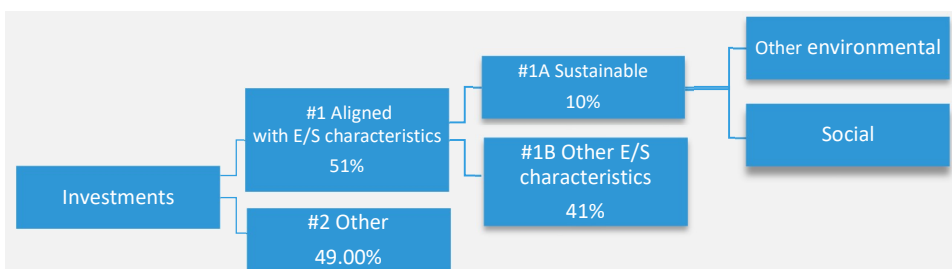 Investments
#1 Aligned
with E/S characteristics
51%
#2 Other
49.00%
#1A Sustainable
10%
#1B Other E/S
characteristics
41%
Other environmental
Social